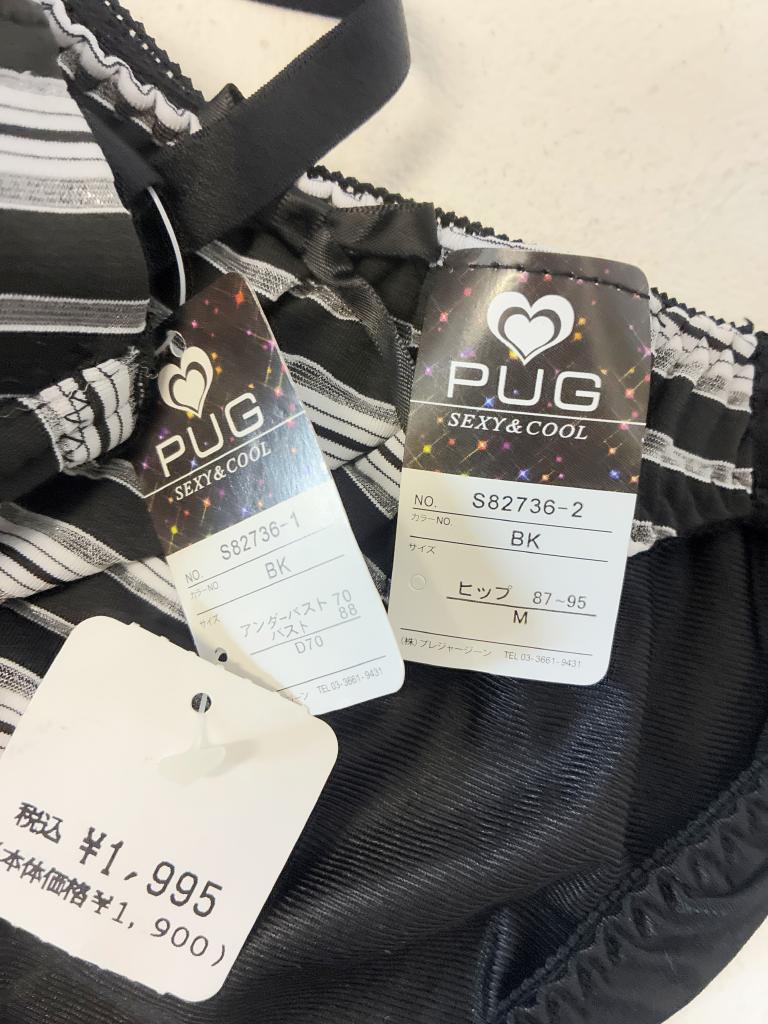 PUG
SEXY&COOL
NO. S82736-1
カラーNO. BK
サイズ
アンダーバスト 70
バスト 88
D70
ーン TEL 03-3661-9431
PUG
SEXY&COOL
NO. S82736-2
カラーNO. BK
サイズ
ヒップ 87~95
M
(株)プレジャージーン TEL 03-3661-9431
税込 ¥1,995
(本体価格¥1,900)